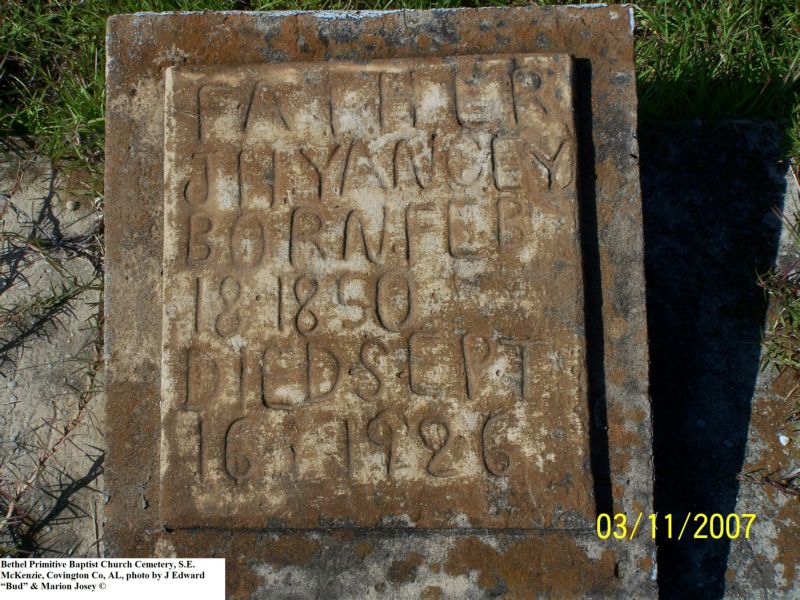 FATHER
J H YANCEY
BORN FEB
18 1850
DIED SEPT
16 1926
03/11/2007
Bethel Primitive Baptist Church Cemetery, S.E.
McKenzie, Covington Co, AL, photo by J Edward
“Bud” & Marion Josey ©